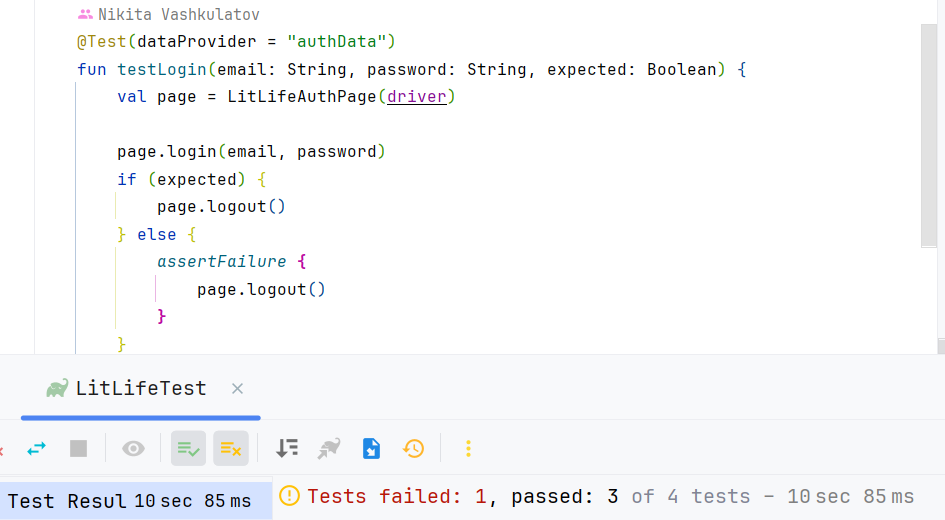 Nikita Vashkulatov
@Test(dataProvider = "authData")
fun testLogin(email: String, password: String, expected: Boolean) {
val page = LitLifeAuthPage(driver)
page.login(email, password)
if (expected) {
page.logout()
} else {
assertFailure {
page.logout()
}
}
LitLifeTest
Test Resul 10 sec 85 ms
Tests failed: 1, passed: 3 of 4 tests – 10 sec 85 ms